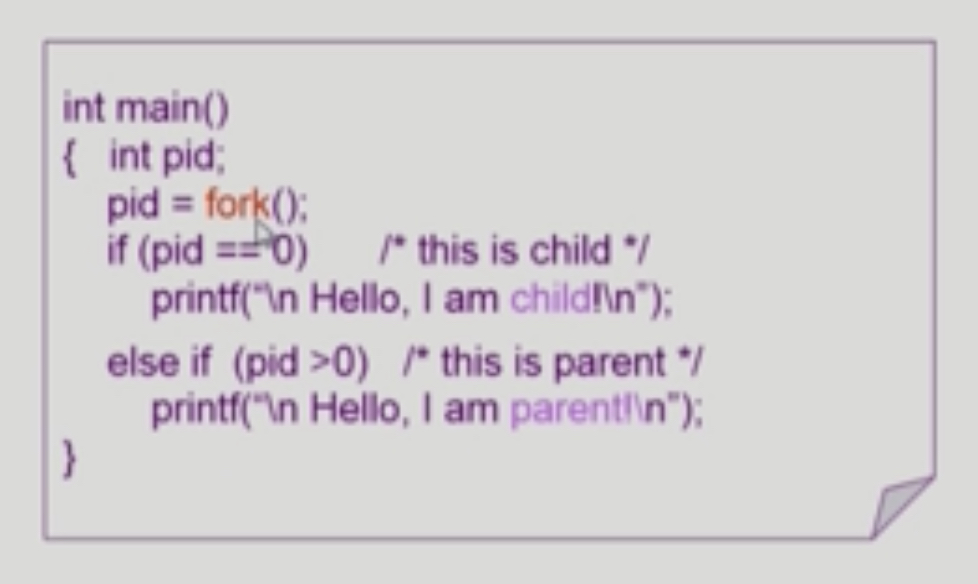 int main()
{ int pid;
pid = fork();
if (pid == 0) /* this is child */
printf(“\n Hello, I am child!\n”);
else if (pid >0) /* this is parent */
printf(“\n Hello, I am parent!\n”);
}